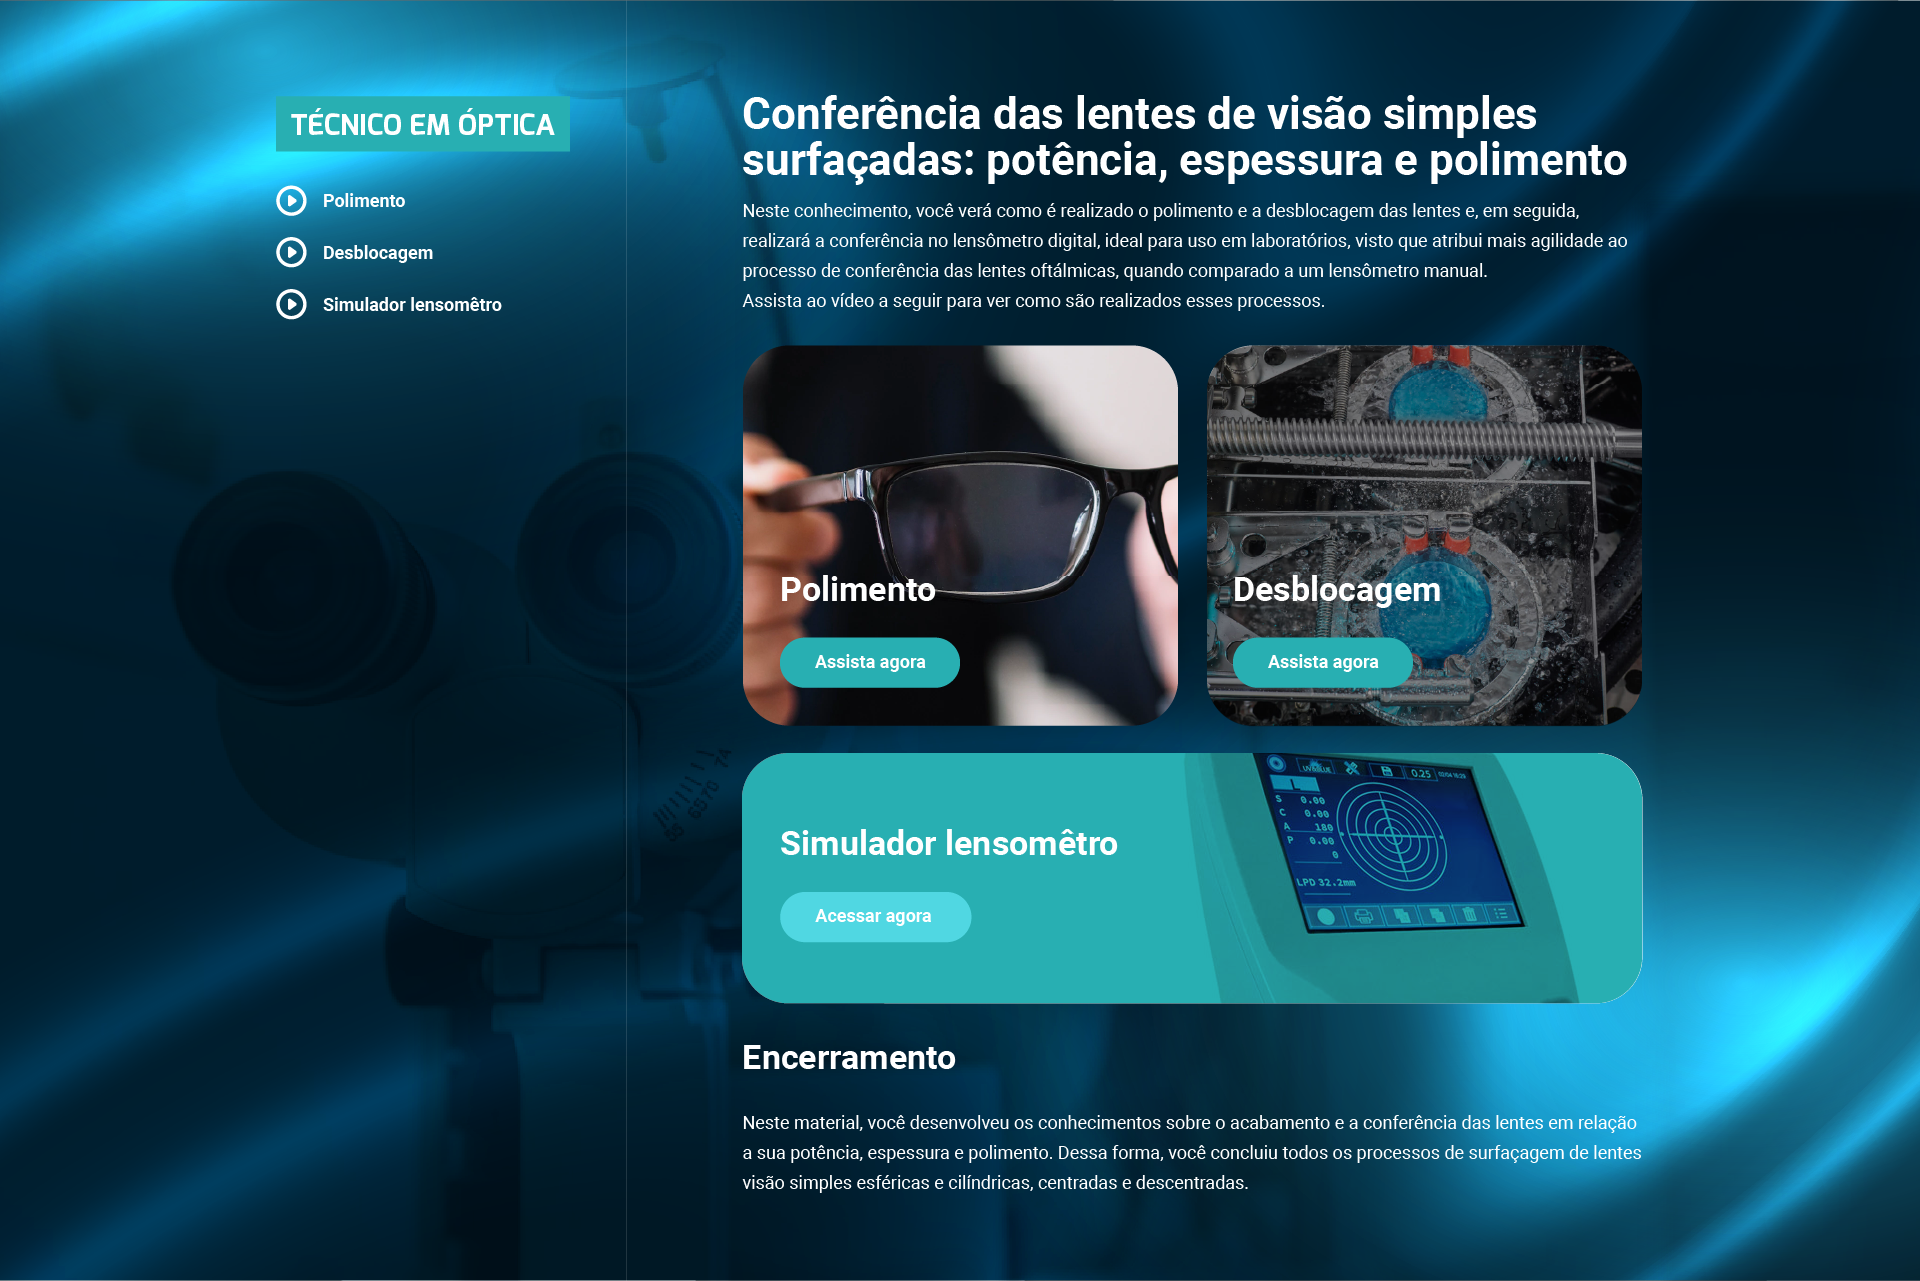 TÉCNICO EM ÓPTICA
Polimento
Desblocagem
Simulador lensomêtro
Conferência das lentes de visão simples
surfaçadas: potência, espessura e polimento
Neste conhecimento, você verá como é realizado o polimento e a desblocagem das lentes e, em seguida,
realizará a conferência no lensômetro digital, ideal para uso em laboratórios, visto que atribui mais agilidade ao
processo de conferência das lentes oftálmicas, quando comparado a um lensômetro manual.
Assista ao vídeo a seguir para ver como são realizados esses processos.
Polimento
Assista agora
Desblocagem
Assista agora
Simulador lensomêtro
Acessar agora
0.25
L
S 0.00
C 0.00
A 180
P 0.00
0
LPD 32.2mm
74
6570
Encerramento
Neste material, você desenvolveu os conhecimentos sobre o acabamento e a conferência das lentes em relação
a sua potência, espessura e polimento. Dessa forma, você concluiu todos os processos de surfaçagem de lentes
visão simples esféricas e cilíndricas, centradas e descentradas.